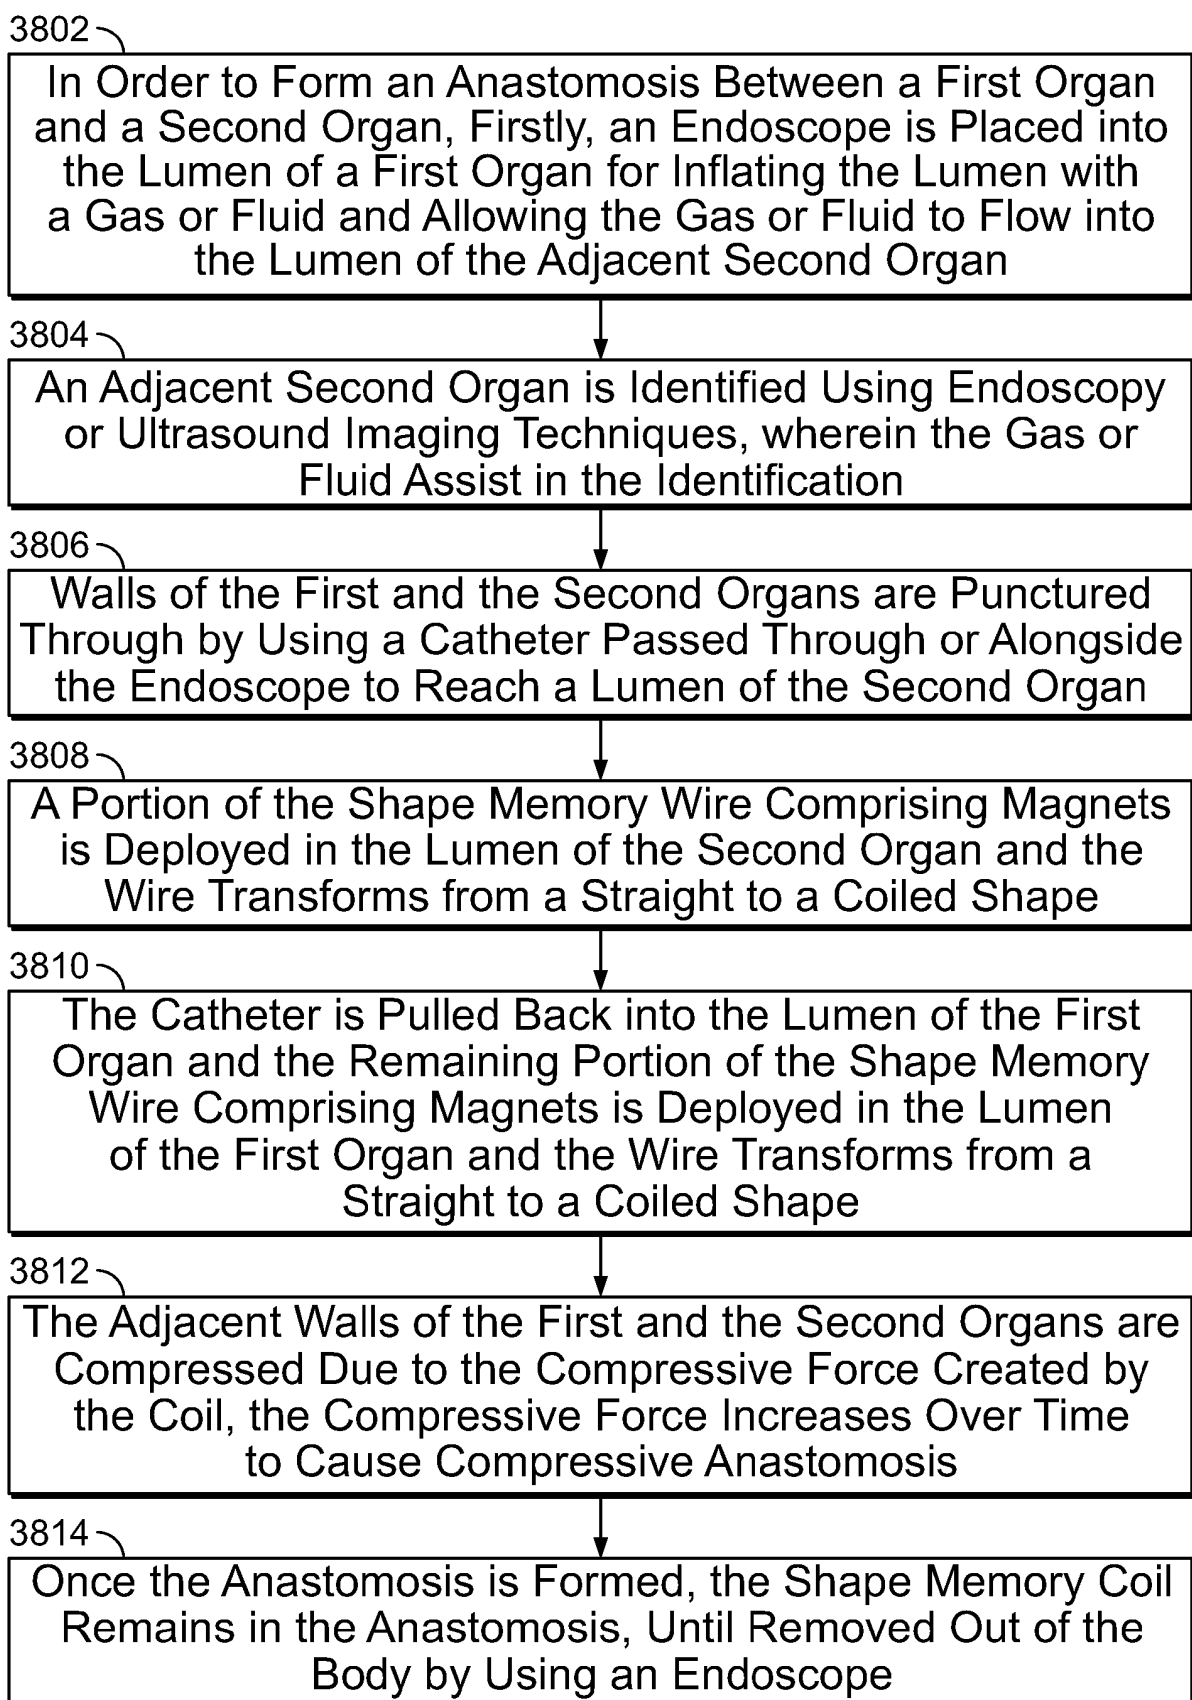 3802
In Order to Form an Anastomosis Between a First Organ
and a Second Organ, Firstly, an Endoscope is Placed into
the Lumen of a First Organ for Inflating the Lumen with
a Gas or Fluid and Allowing the Gas or Fluid to Flow into
the Lumen of the Adjacent Second Organ
3804
An Adjacent Second Organ is Identified Using Endoscopy
or Ultrasound Imaging Techniques, wherein the Gas or
Fluid Assist in the Identification
3806
Walls of the First and the Second Organs are Punctured
Through by Using a Catheter Passed Through or Alongside
the Endoscope to Reach a Lumen of the Second Organ
3808
A Portion of the Shape Memory Wire Comprising Magnets
is Deployed in the Lumen of the Second Organ and the
Wire Transforms from a Straight to a Coiled Shape
3810
The Catheter is Pulled Back into the Lumen of the First
Organ and the Remaining Portion of the Shape Memory
Wire Comprising Magnets is Deployed in the Lumen
of the First Organ and the Wire Transforms from a
Straight to a Coiled Shape
3812
The Adjacent Walls of the First and the Second Organs are
Compressed Due to the Compressive Force Created by
the Coil, the Compressive Force Increases Over Time
to Cause Compressive Anastomosis
3814
Once the Anastomosis is Formed, the Shape Memory Coil
Remains in the Anastomosis, Until Removed Out of the
Body by Using an Endoscope